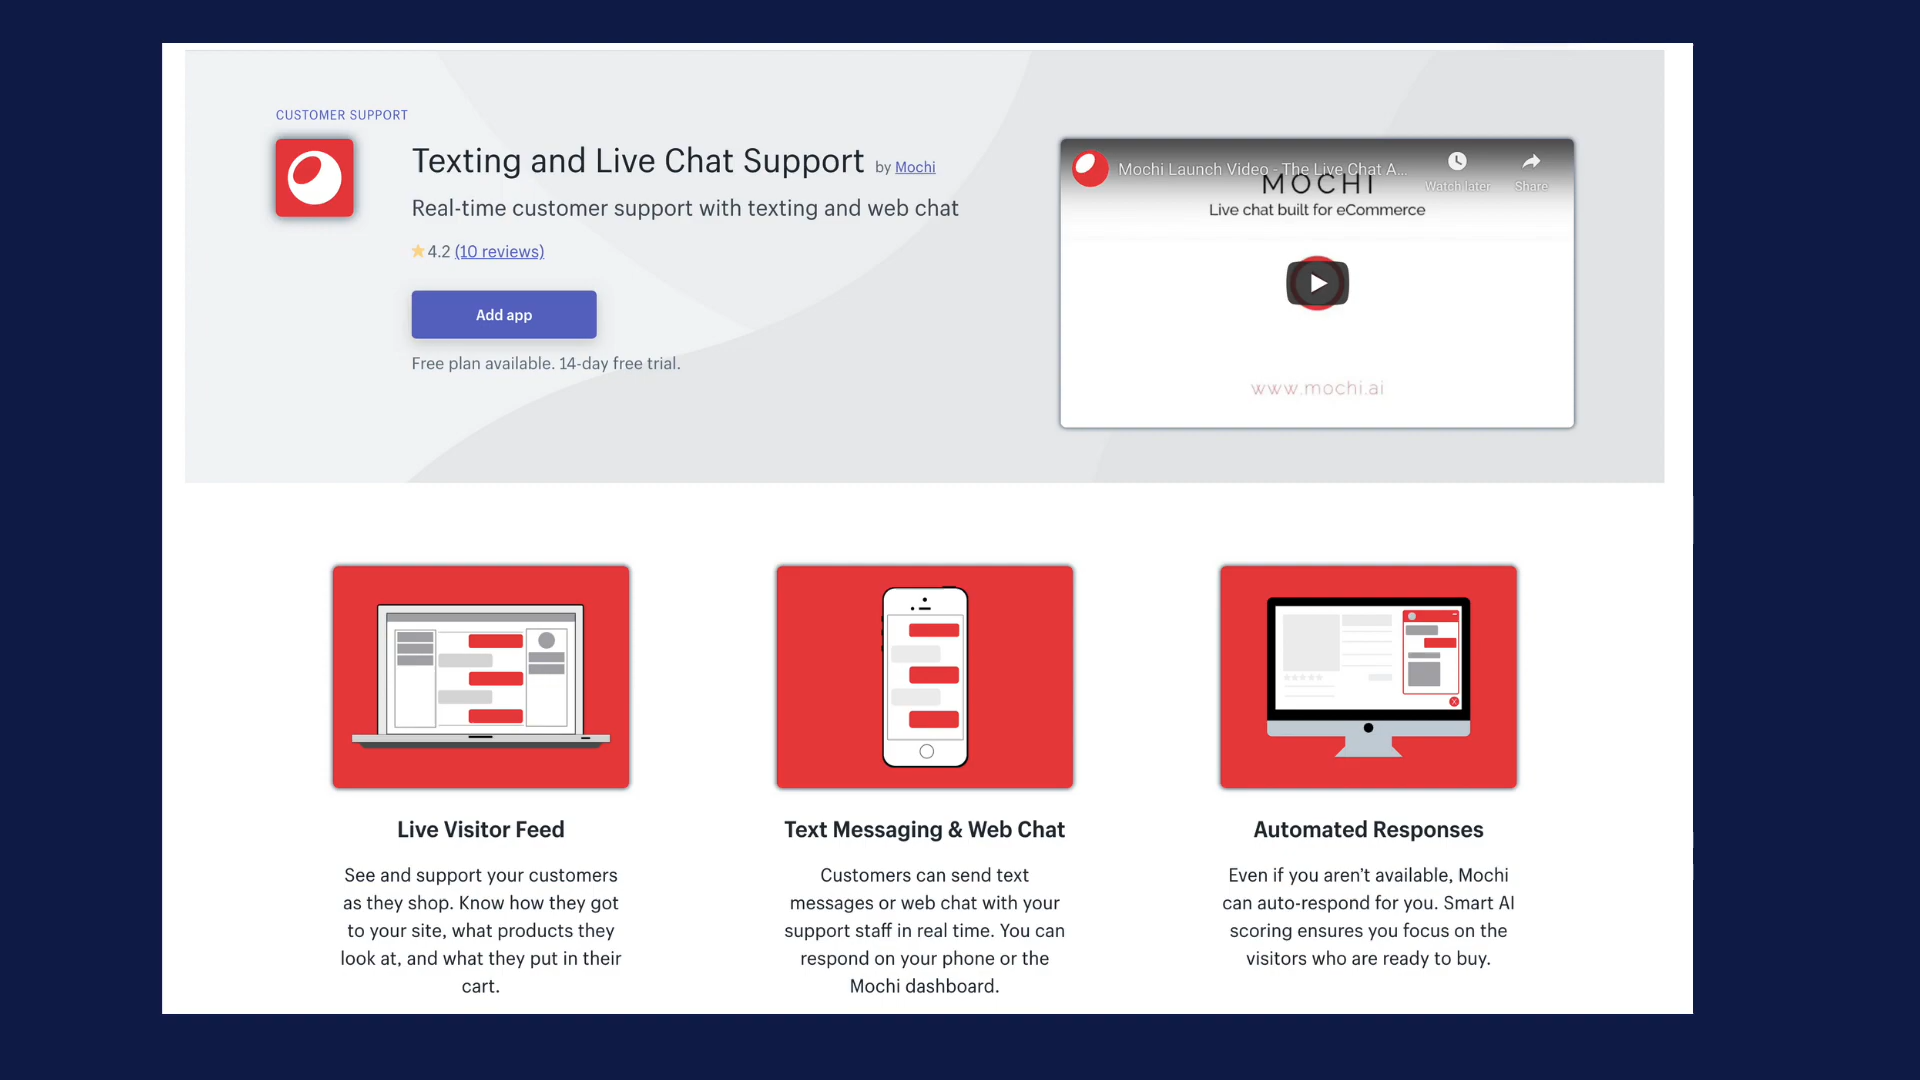 CUSTOMER SUPPORT
Texting and Live Chat Support by Mochi
Real-time customer support with texting and web chat
4.2 (10 reviews)
Add app
Free plan available. 14-day free trial.
Mochi Launch Video - The Live Chat A...
Watch later
Share
MOCHI
Live chat built for eCommerce
www.mochi.ai
Live Visitor Feed
See and support your customers
as they shop. Know how they got
to your site, what products they
look at, and what they put in their
cart.
Text Messaging & Web Chat
Customers can send text
messages or web chat with your
support staff in real time. You can
respond on your phone or the
Mochi dashboard.
Automated Responses
Even if you aren’t available, Mochi
can auto-respond for you. Smart AI
scoring ensures you focus on the
visitors who are ready to buy.